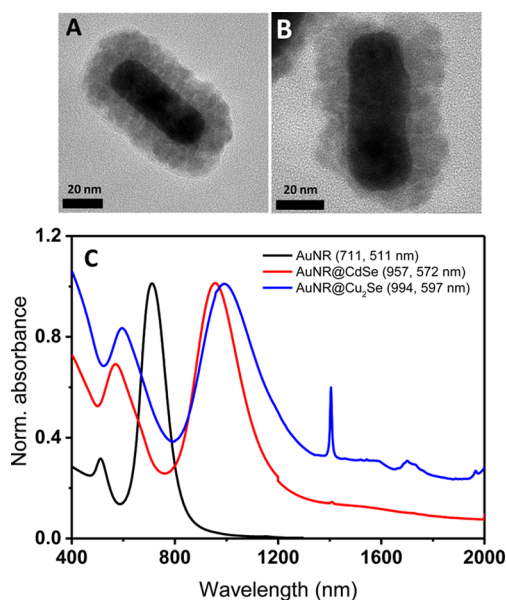 A
B
20 nm
20 nm
C
AuNR (711, 511 nm)
AuNR@CdSe (957, 572 nm)
AuNR@Cu₂Se (994, 597 nm)
1.2
0.8
0.4
0.0
Norm. absorbance
400
800
1200
1600
2000
Wavelength (nm)